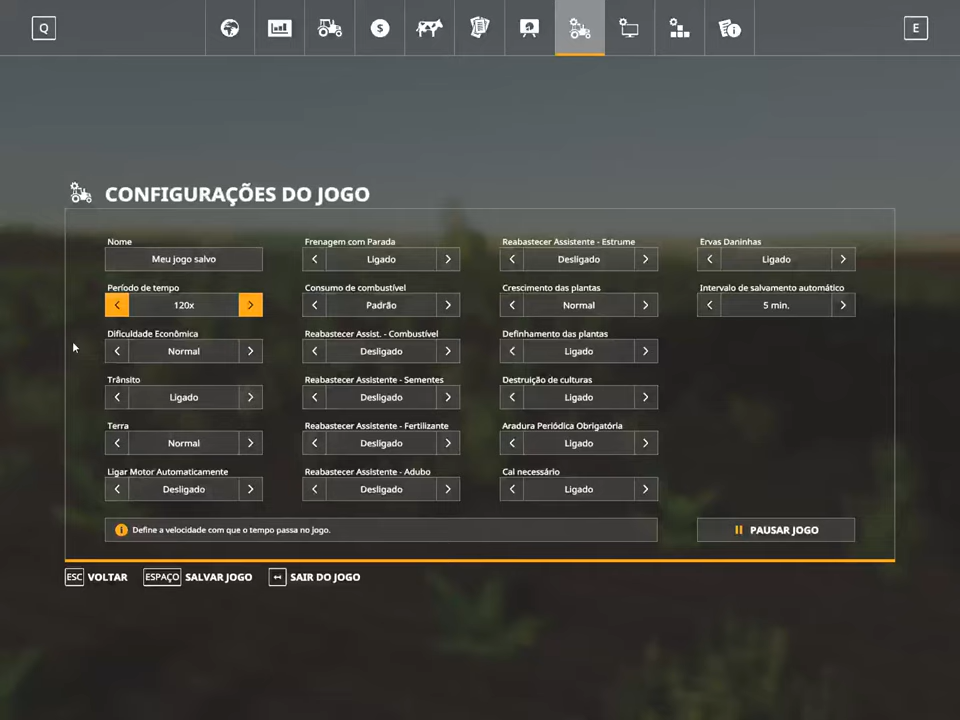 Q
E
CONFIGURAÇÕES DO JOGO
Nome
Meu jogo salvo
Período de tempo
120x
Dificuldade Econômica
Normal
Trânsito
Ligado
Terra
Normal
Ligar Motor Automaticamente
Desligado
Frenagem com Parada
Ligado
Consumo de combustível
Padrão
Reabastecer Assist. - Combustível
Desligado
Reabastecer Assistente - Sementes
Desligado
Reabastecer Assistente - Fertilizante
Desligado
Reabastecer Assistente - Adubo
Desligado
Reabastecer Assistente - Estrume
Desligado
Crescimento das plantas
Normal
Definhamento das plantas
Ligado
Destruição de culturas
Ligado
Aradura Periódica Obrigatória
Ligado
Cal necessário
Ligado
Ervas Daninhas
Ligado
Intervalo de salvamento automático
5 min.
Define a velocidade com que o tempo passa no jogo.
PAUSAR JOGO
ESC VOLTAR ESPAÇO SALVAR JOGO SAIR DO JOGO